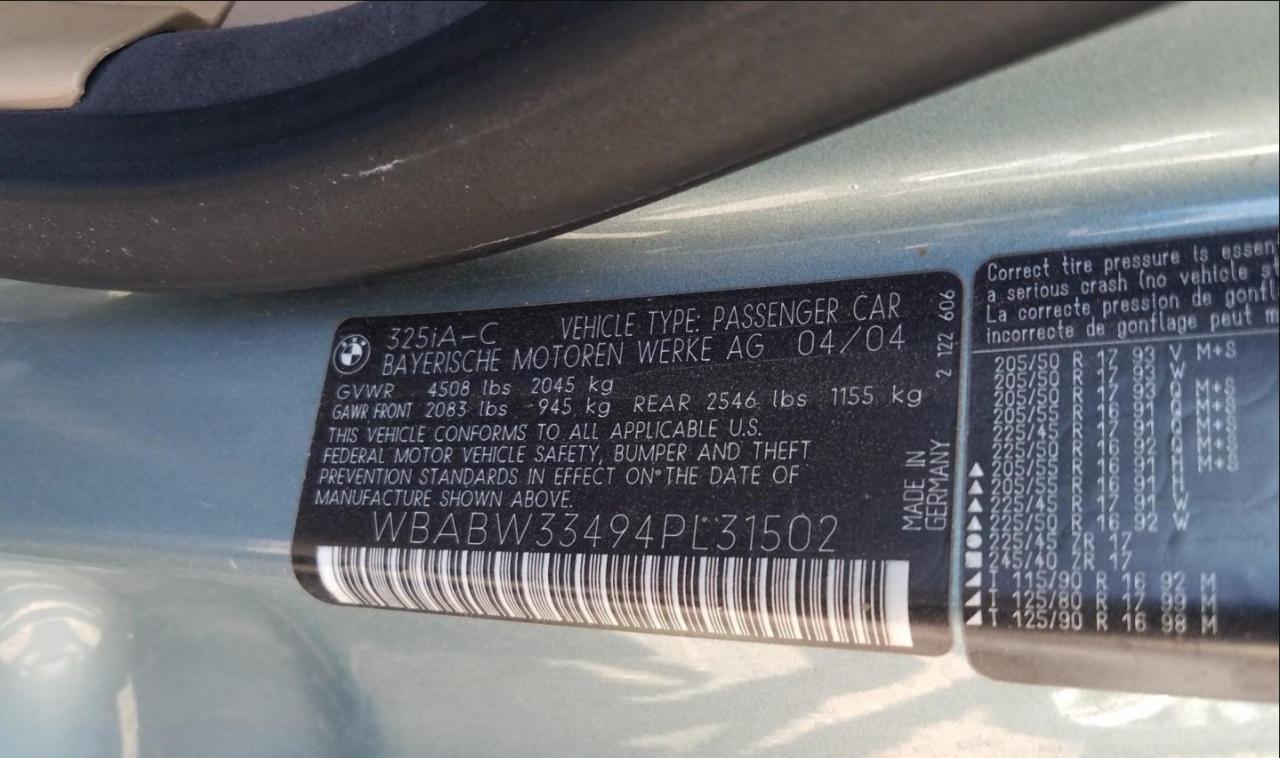 BMW
325iA-C VEHICLE TYPE: PASSENGER CAR
BAYERISCHE MOTOREN WERKE AG 04/04
GVWR 4508 lbs 2045 kg
GAWR FRONT 2083 lbs 945 kg REAR 2546 lbs 1155 kg
THIS VEHICLE CONFORMS TO ALL APPLICABLE U.S.
FEDERAL MOTOR VEHICLE SAFETY, BUMPER AND THEFT
PREVENTION STANDARDS IN EFFECT ON THE DATE OF
MANUFACTURE SHOWN ABOVE.
WBABW33494PL31502
2 122 606
MADE IN
GERMANY
Correct tire pressure is essen
a serious crash (no vehicle s
La correcte pression de gonfl
incorrecte de gonflage peut m
205/50 R 17 93 V M+S
205/50 R 17 93 W
205/50 R 17 93 M+S
205/55 R 16 91 M+S
225/45 R 17 91 M+S
225/50 R 16 92 M+S
205/55 R 16 91 H M+S
205/55 R 16 91
225/45 R 17 91 W
225/50 R 16 92 W
225/45 ZR 17
245/40 ZR 17
T 115/90 R 16 92 M
T 125/80 R 17 M
T 125/90 R 16 98 M